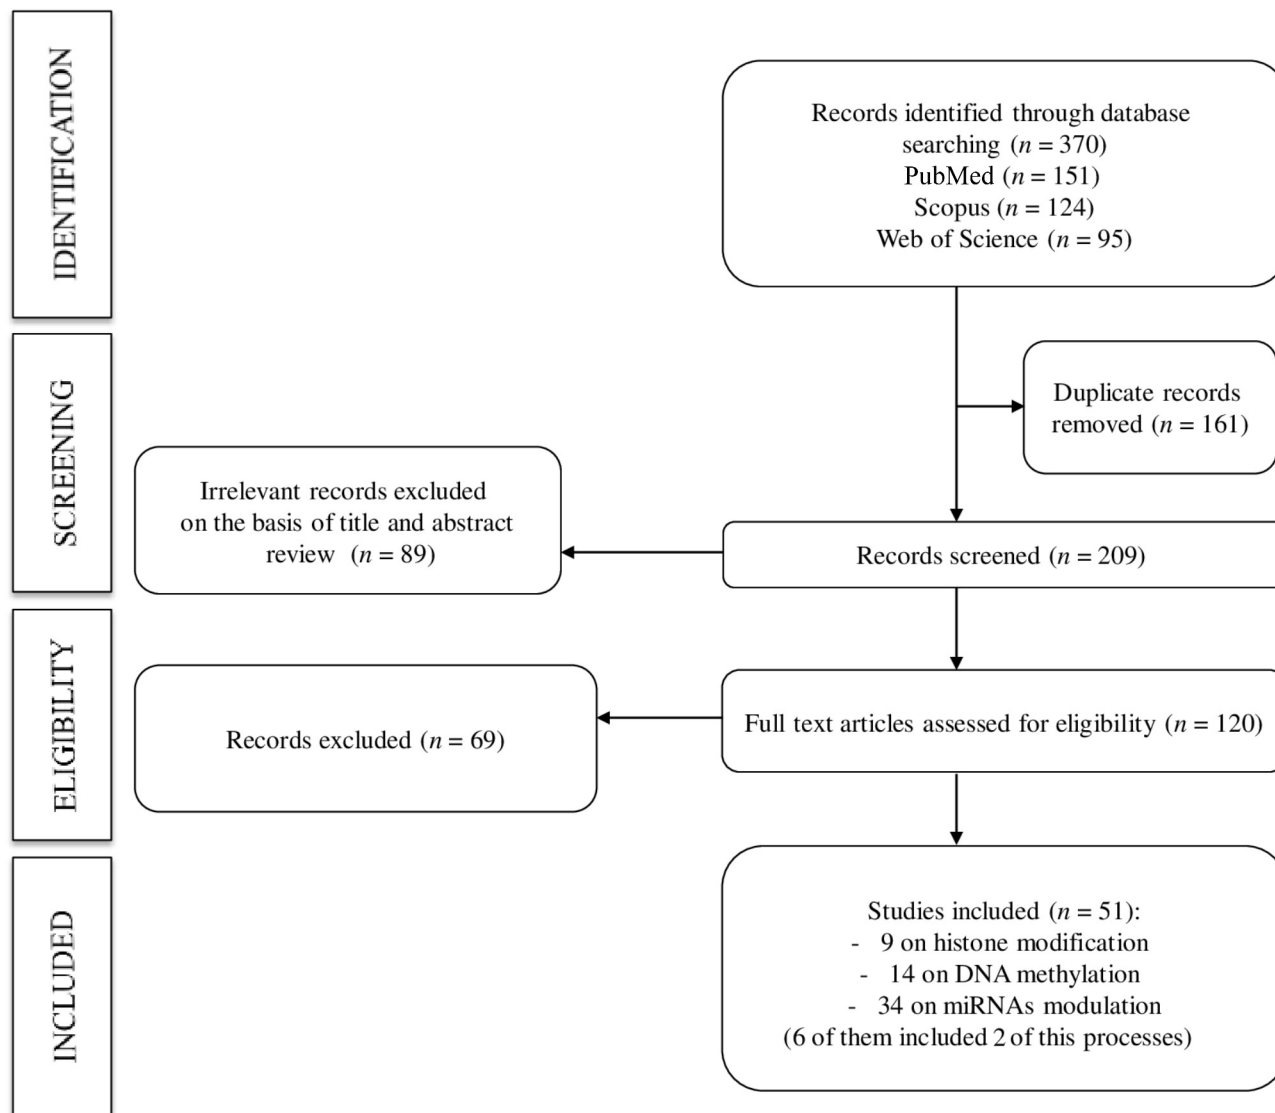 IDENTIFICATION
Records identified through database
searching (n = 370)
PubMed (n = 151)
Scopus (n = 124)
Web of Science (n = 95)
SCREENING
Duplicate records
removed (n = 161)
Irrelevant records excluded
on the basis of title and abstract
review (n = 89)
Records screened (n = 209)
ELIGIBILITY
Records excluded (n = 69)
Full text articles assessed for eligibility (n = 120)
INCLUDED
Studies included (n = 51):
- 9 on histone modification
- 14 on DNA methylation
- 34 on miRNAs modulation
(6 of them included 2 of this processes)